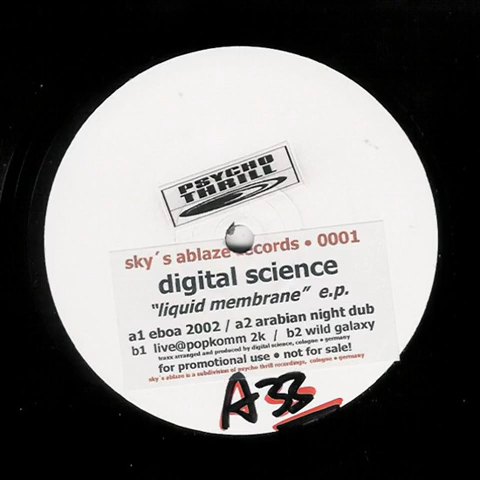 PSYCHO
THRILL
sky´s ablaze records • 0001
digital science
"liquid membrane" e.p.
a1 eboa 2002 / a2 arabian night dub
b1 live@popkomm 2k / b2 wild galaxy
traxx arranged and produced by digital science, cologne • germany
for promotional use • not for sale!
sky´s ablaze is a subdivision of psycho thrill recordings, cologne • germany
A33